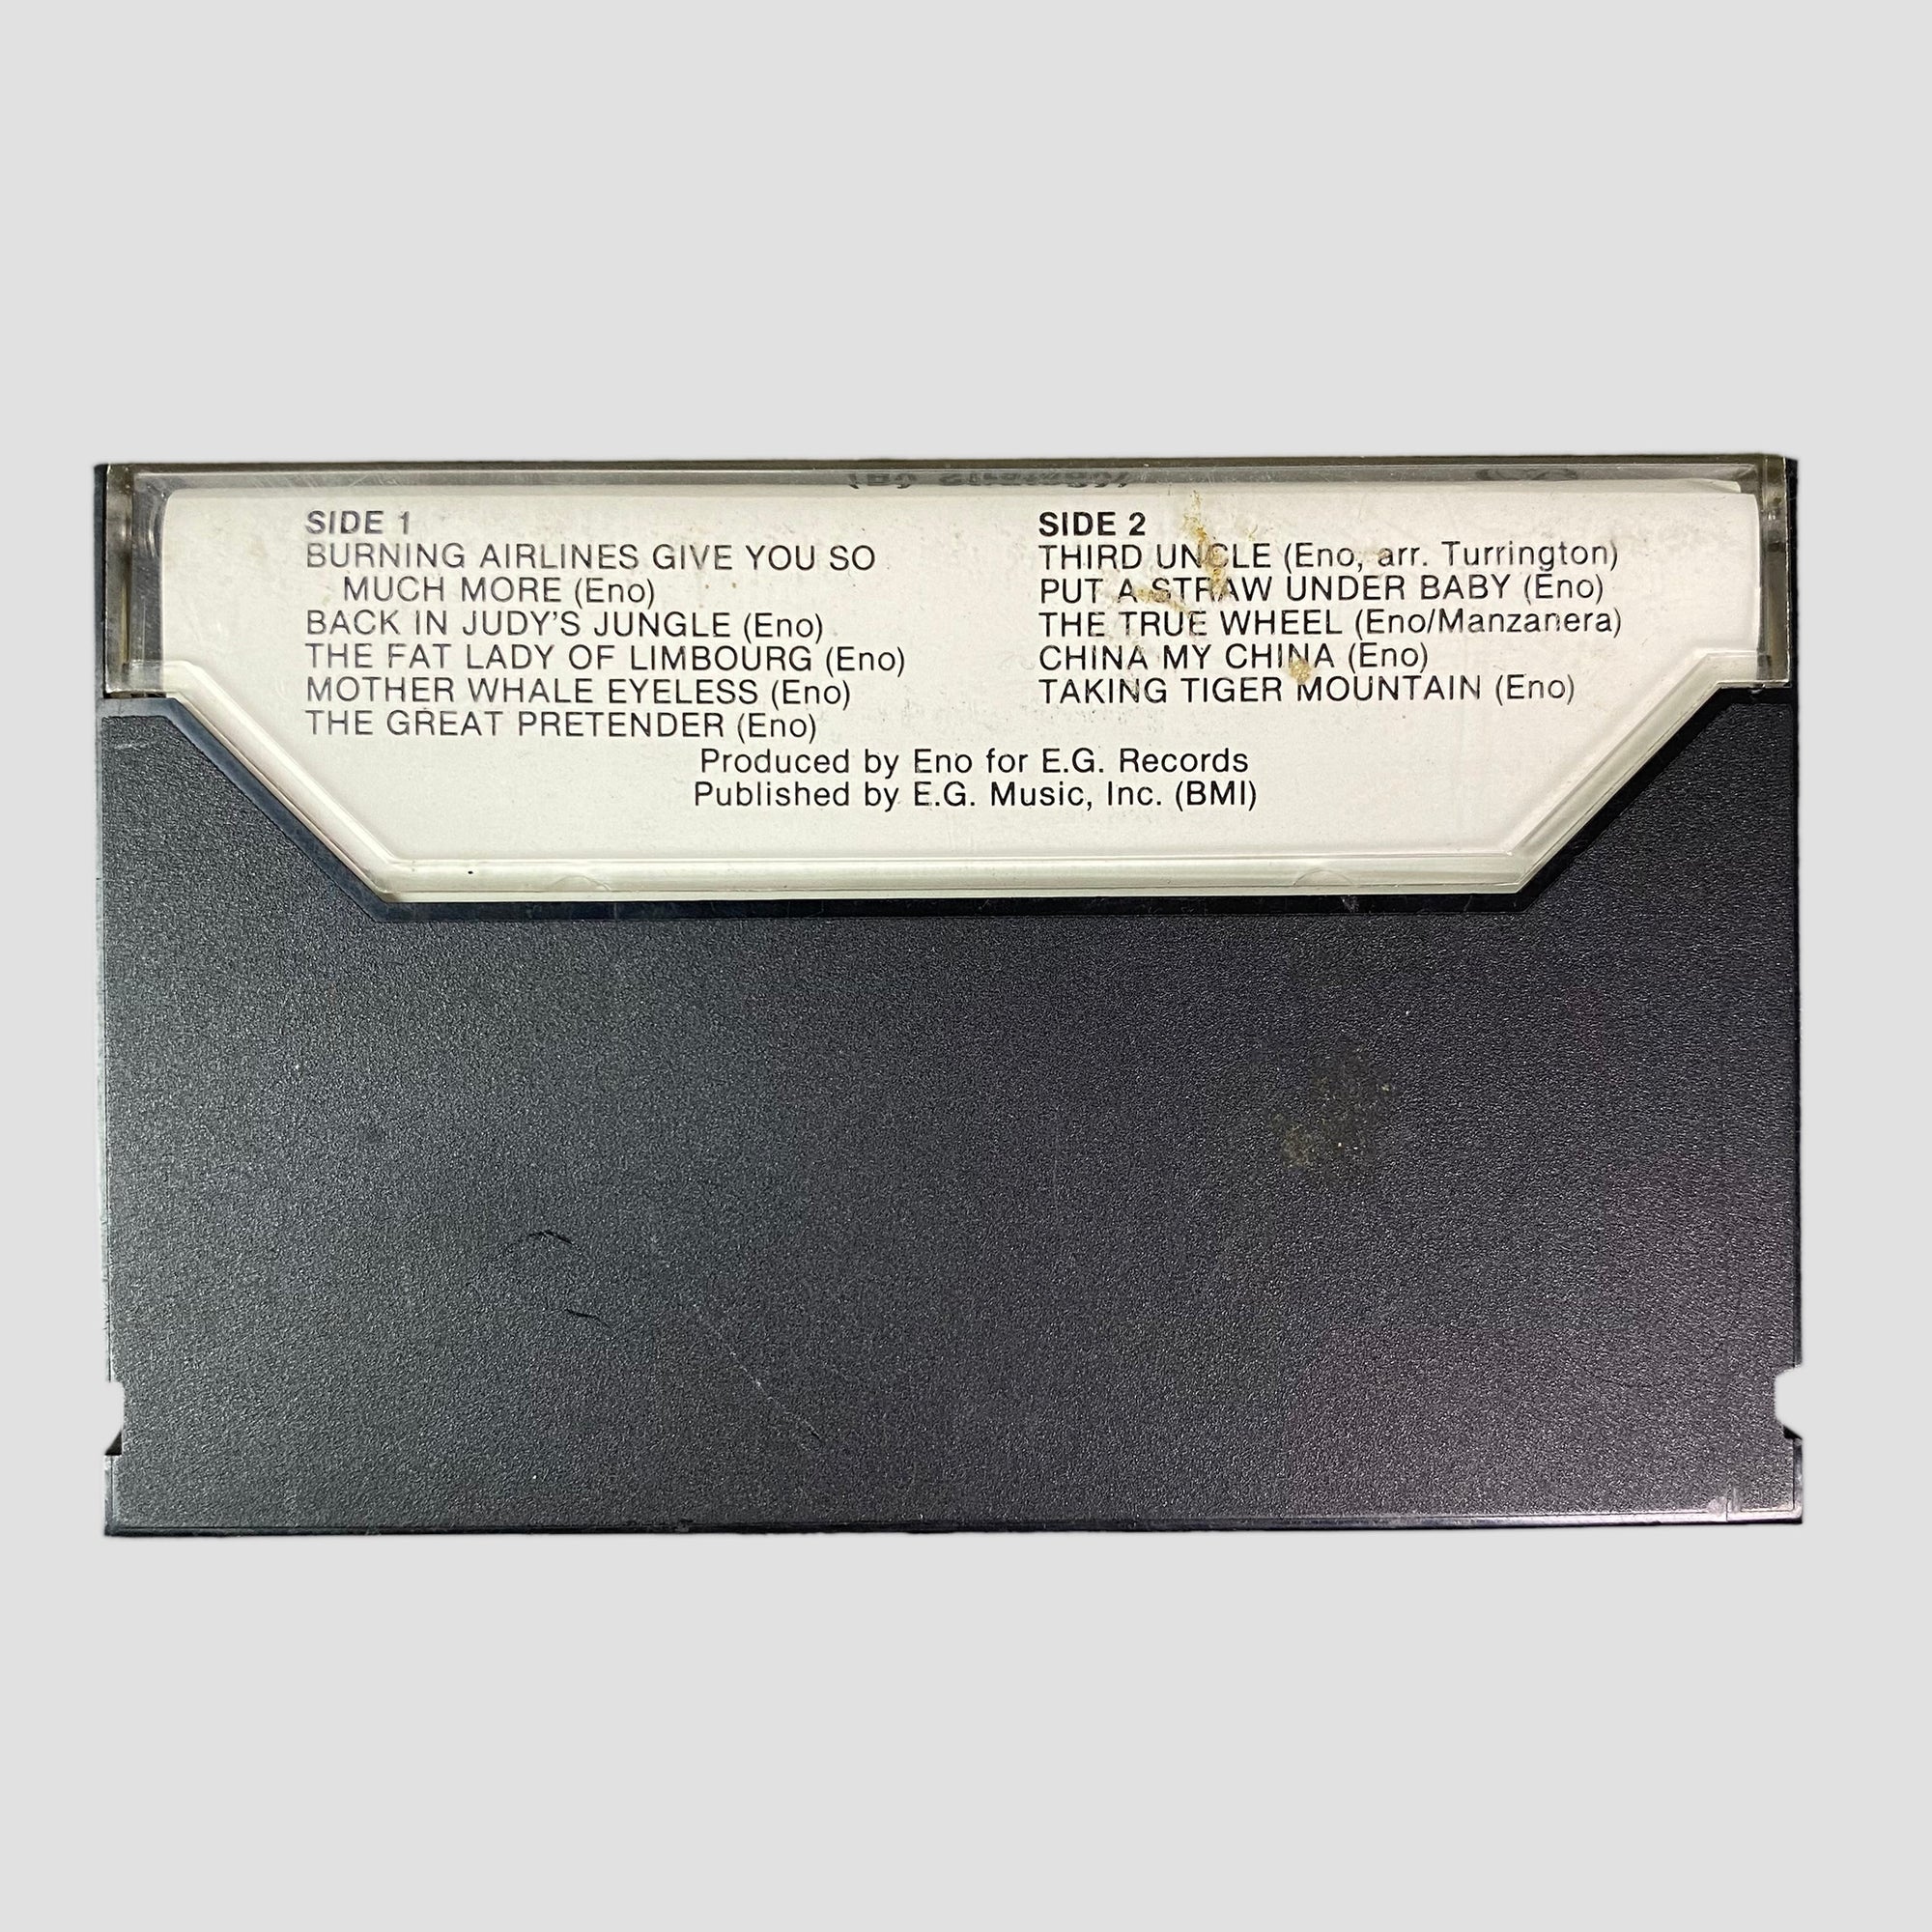 (By Strategy)
SIDE 1
BURNING AIRLINES GIVE YOU SO
MUCH MORE (Eno)
BACK IN JUDY'S JUNGLE (Eno)
THE FAT LADY OF LIMBOURG (Eno)
MOTHER WHALE EYELESS (Eno)
THE GREAT PRETENDER (Eno)
SIDE 2
THIRD UNCLE (Eno, arr. Turrington)
PUT A STRAW UNDER BABY (Eno)
THE TRUE WHEEL (Eno/Manzanera)
CHINA MY CHINA (Eno)
TAKING TIGER MOUNTAIN (Eno)
Produced by Eno for E.G. Records
Published by E.G. Music, Inc. (BMI)